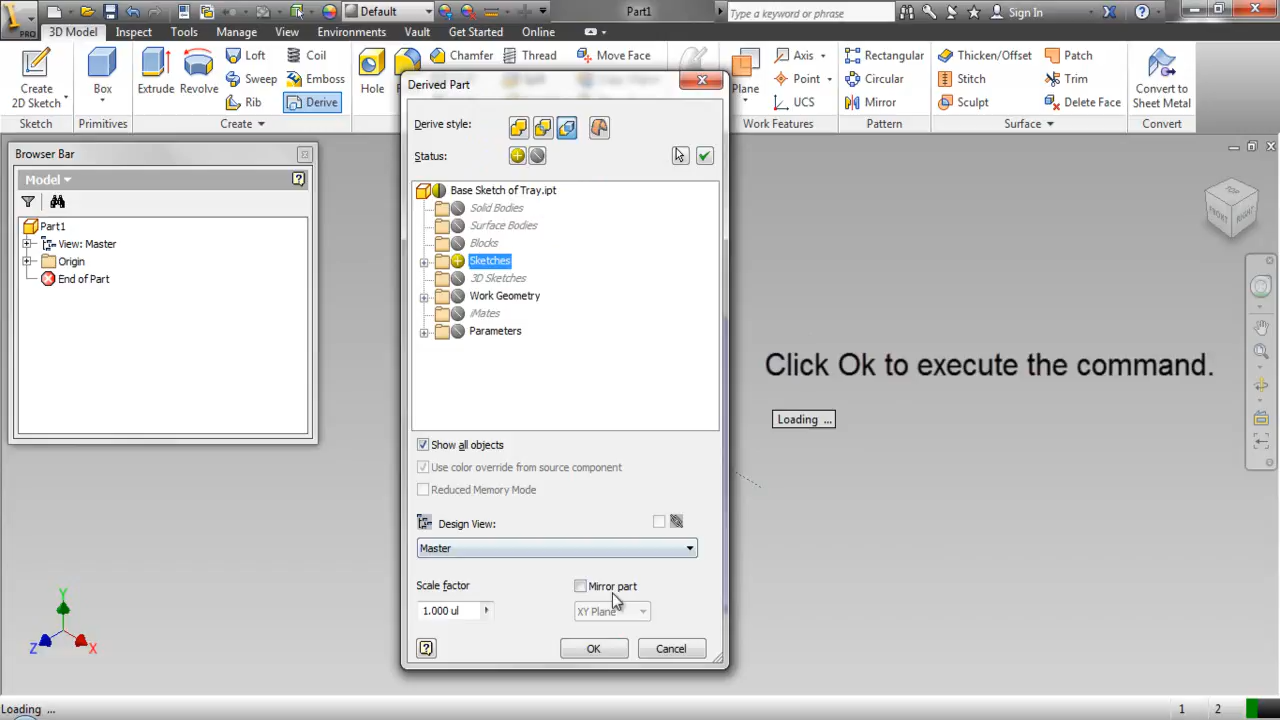 Default
Part1
Type a keyword or phrase
Sign In
PRO
3D Model
Inspect
Tools
Manage
View
Environments
Vault
Get Started
Online
Create
2D Sketch
Box
Extrude
Revolve
Loft
Sweep
Rib
Coil
Emboss
Derive
Hole
Chamfer
Thread
Move Face
Plane
Axis
Point
UCS
Rectangular
Circular
Mirror
Thicken/Offset
Stitch
Sculpt
Patch
Trim
Delete Face
Convert to
Sheet Metal
Sketch
Primitives
Create
Work Features
Pattern
Surface
Convert
Browser Bar
Model
Part1
View: Master
Origin
End of Part
Derived Part
Derive style:
Status:
Base Sketch of Tray.ipt
Solid Bodies
Surface Bodies
Blocks
Sketches
3D Sketches
Work Geometry
iMates
Parameters
Show all objects
Use color override from source component
Reduced Memory Mode
Design View:
Master
Scale factor
Mirror part
1.000 ul
XY Plane
OK
Cancel
Click Ok to execute the command.
Loading ...
FRONT
RIGHT
Y
Z
X
Loading ...
1
2